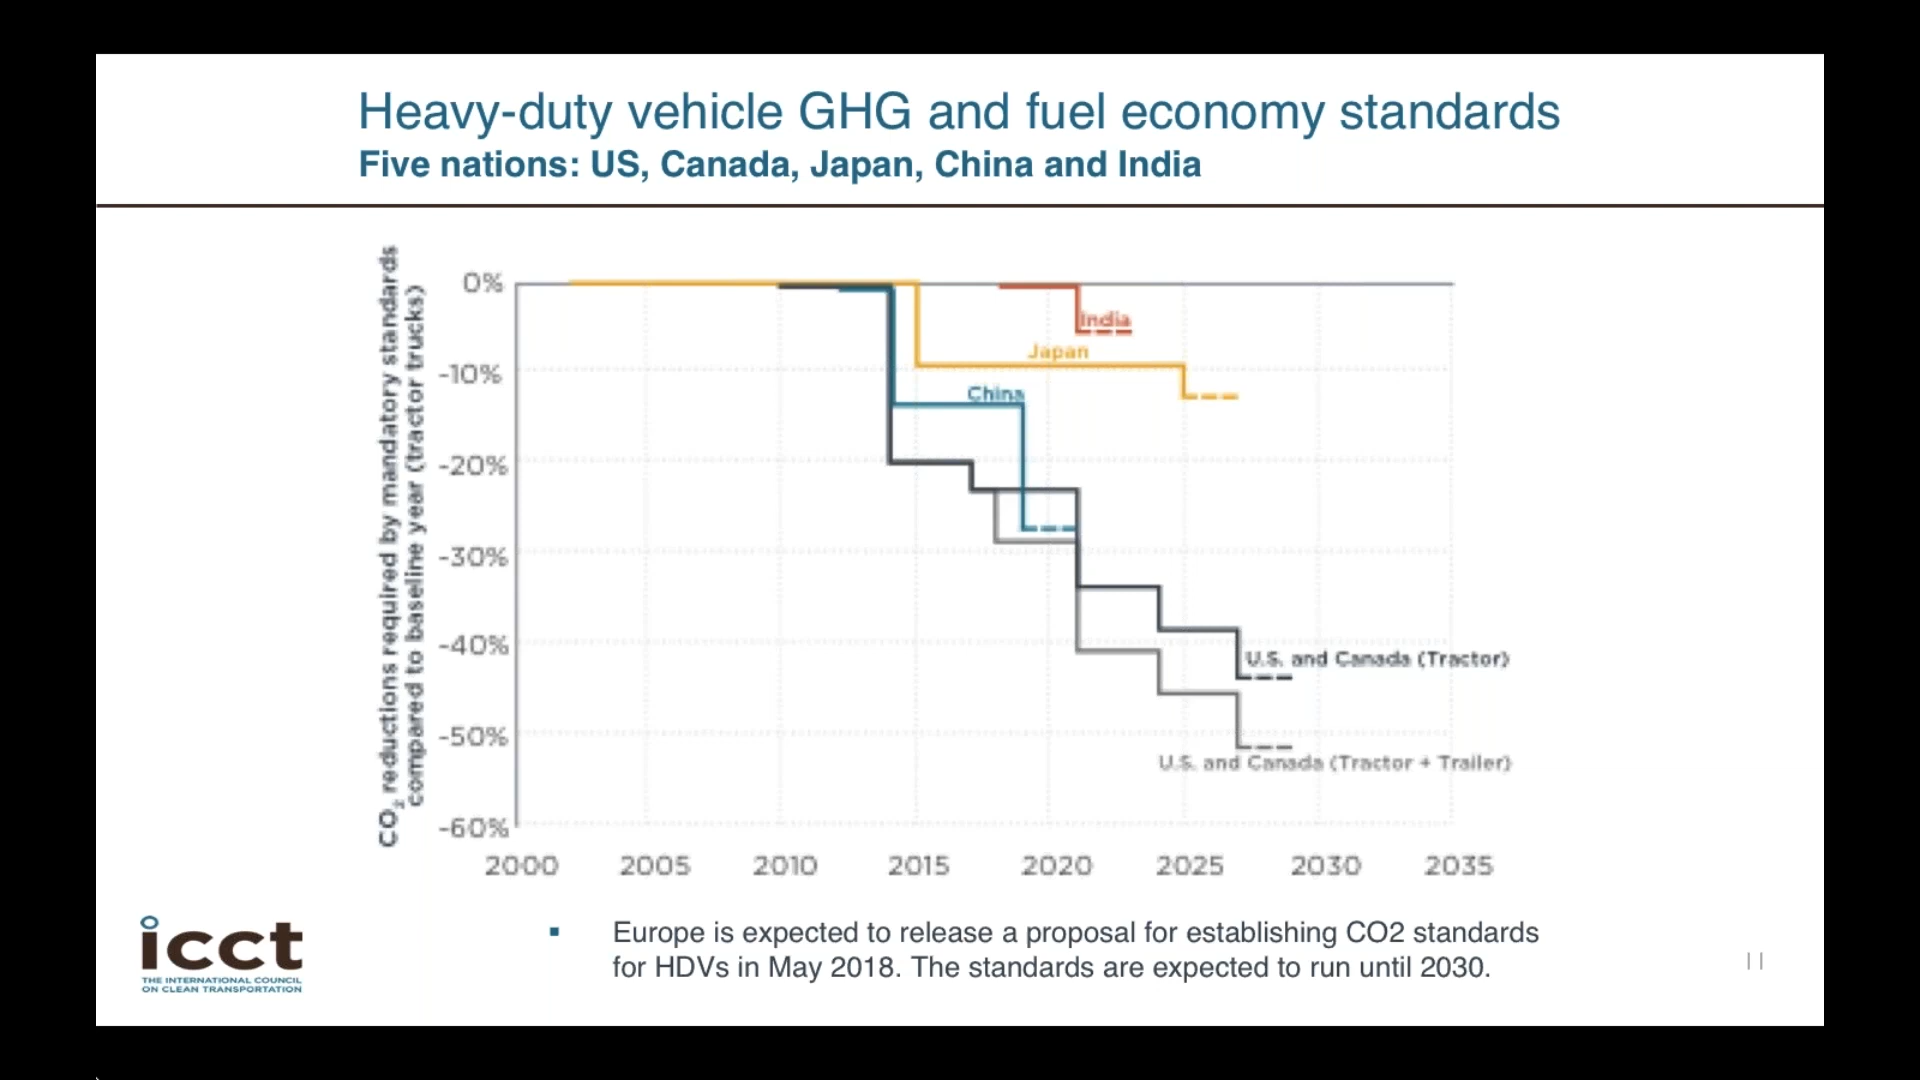 Heavy-duty vehicle GHG and fuel economy standards
Five nations: US, Canada, Japan, China and India
CO₂ reductions required by mandatory standards
compared to baseline year (tractor trucks)
0%
-10%
-20%
-30%
-40%
-50%
-60%
India
Japan
China
U.S. and Canada (Tractor)
U.S. and Canada (Tractor + Trailer)
2000 2005 2010 2015 2020 2025 2030 2035
▪ Europe is expected to release a proposal for establishing CO2 standards
for HDVs in May 2018. The standards are expected to run until 2030.
icct
THE INTERNATIONAL COUNCIL
ON CLEAN TRANSPORTATION
11